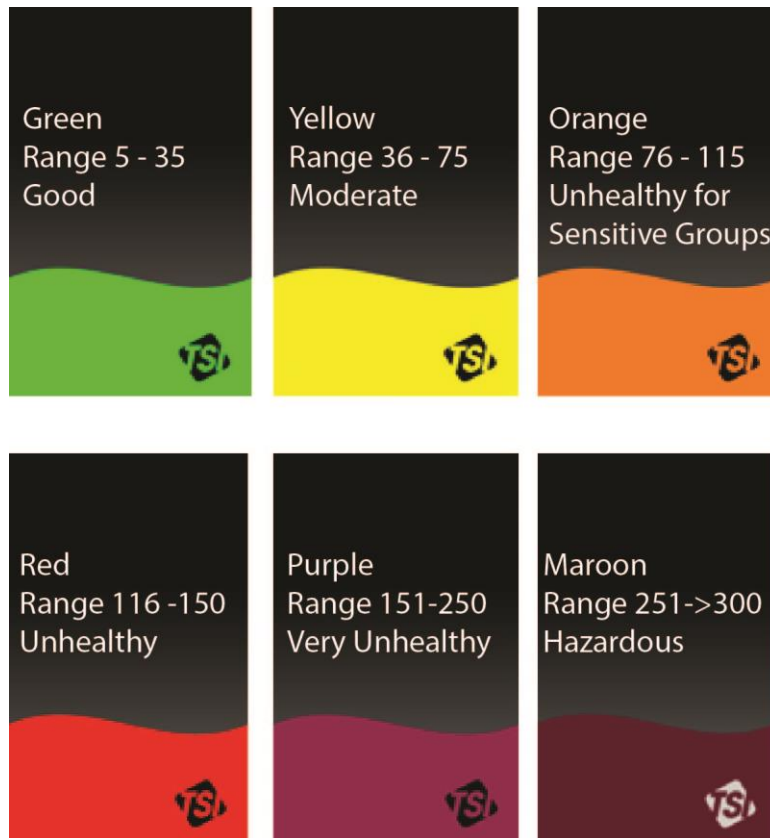 Green
Range 5 - 35
Good
TSI
Yellow
Range 36 - 75
Moderate
TSI
Orange
Range 76 - 115
Unhealthy for
Sensitive Groups
TSI
Red
Range 116 -150
Unhealthy
TSI
Purple
Range 151-250
Very Unhealthy
TSI
Maroon
Range 251->300
Hazardous
TSI